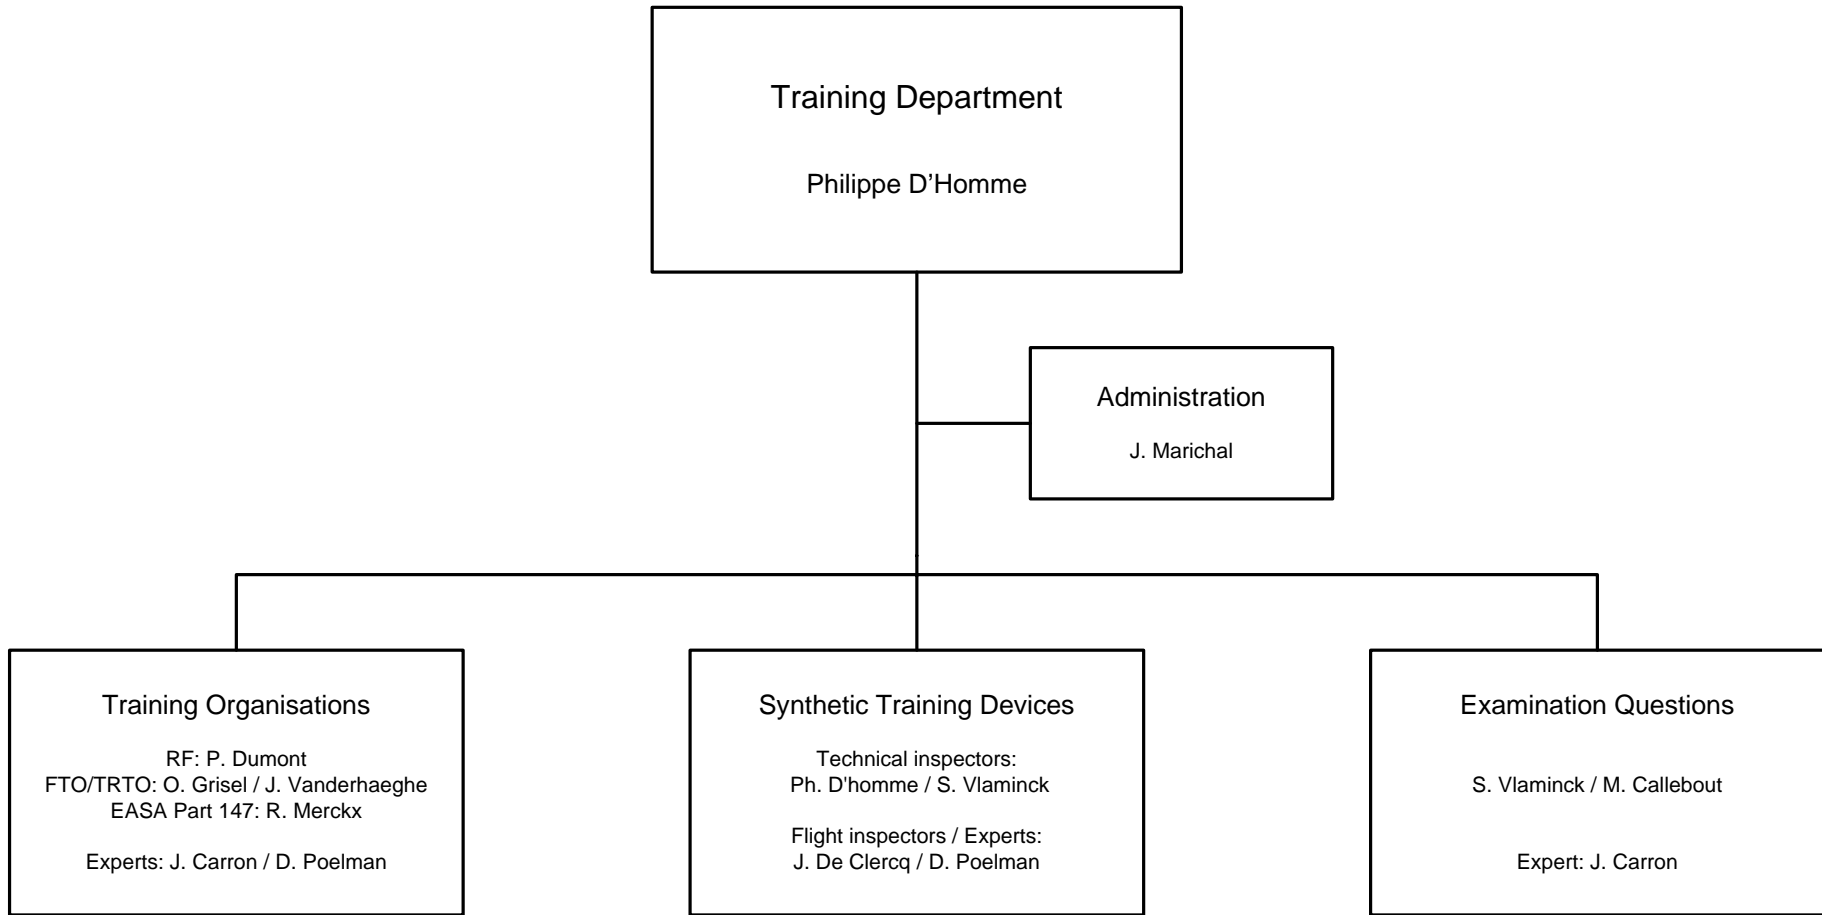 Training Department
Philippe D’Homme
Administration
J. Marichal
Training Organisations
RF: P. Dumont
FTO/TRTO: O. Grisel / J. Vanderhaeghe
EASA Part 147: R. Merckx
Experts: J. Carron / D. Poelman
Synthetic Training Devices
Technical inspectors:
Ph. D'homme / S. Vlaminck
Flight inspectors / Experts:
J. De Clercq / D. Poelman
Examination Questions
S. Vlaminck / M. Callebout
Expert: J. Carron